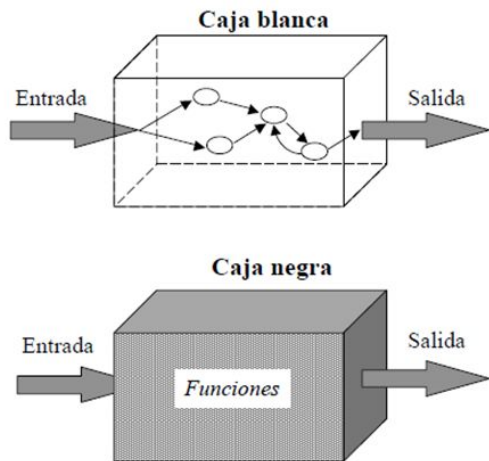 Caja blanca
Entrada
Salida
Caja negra
Entrada
Salida
Funciones